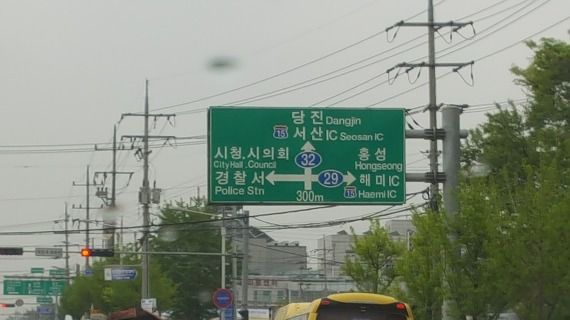 당 진 Dangjin
15 서산 IC Seosan IC
시청.시의회
City Hall . Council
32
홍성
Hongseong
경찰서
Police Stn
29
해미 IC
15 Haemi IC
300m